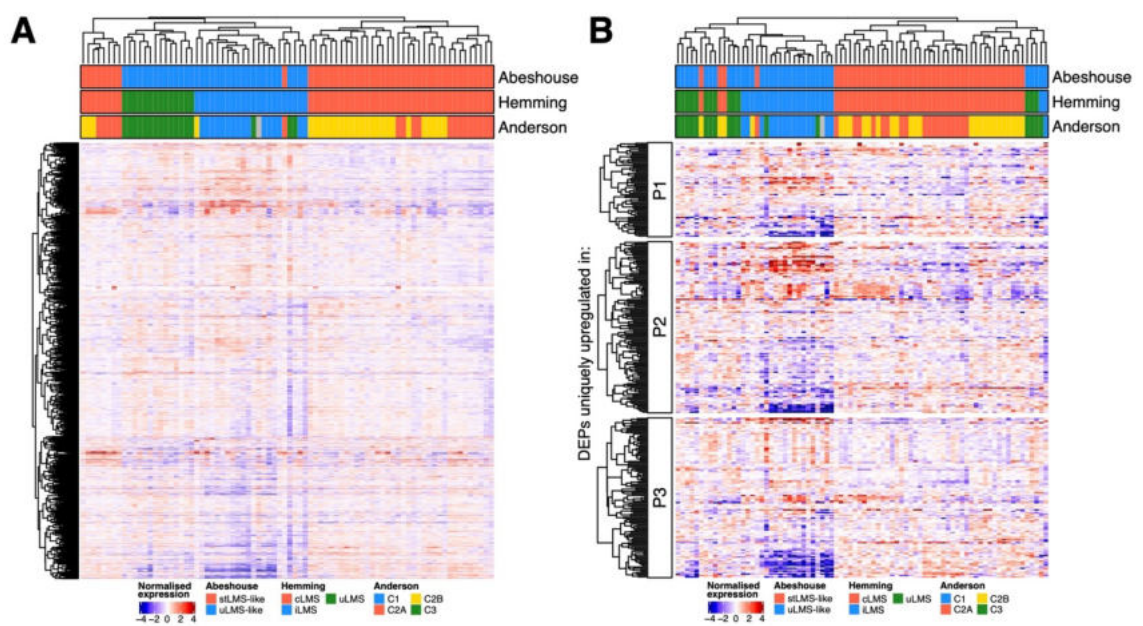 A
Abeshouse
Hemming
Anderson
Normalised
expression
−4 −2 0 2 4
Abeshouse
stLMS-like
uLMS-like
Hemming
cLMS uLMS
iLMS
Anderson
C1 C2B
C2A C3
B
Abeshouse
Hemming
Anderson
DEPs uniquely upregulated in:
P1
P2
P3
Normalised
expression
−4 −2 0 2 4
Abeshouse
stLMS-like
uLMS-like
Hemming
cLMS uLMS
iLMS
Anderson
C1 C2B
C2A C3